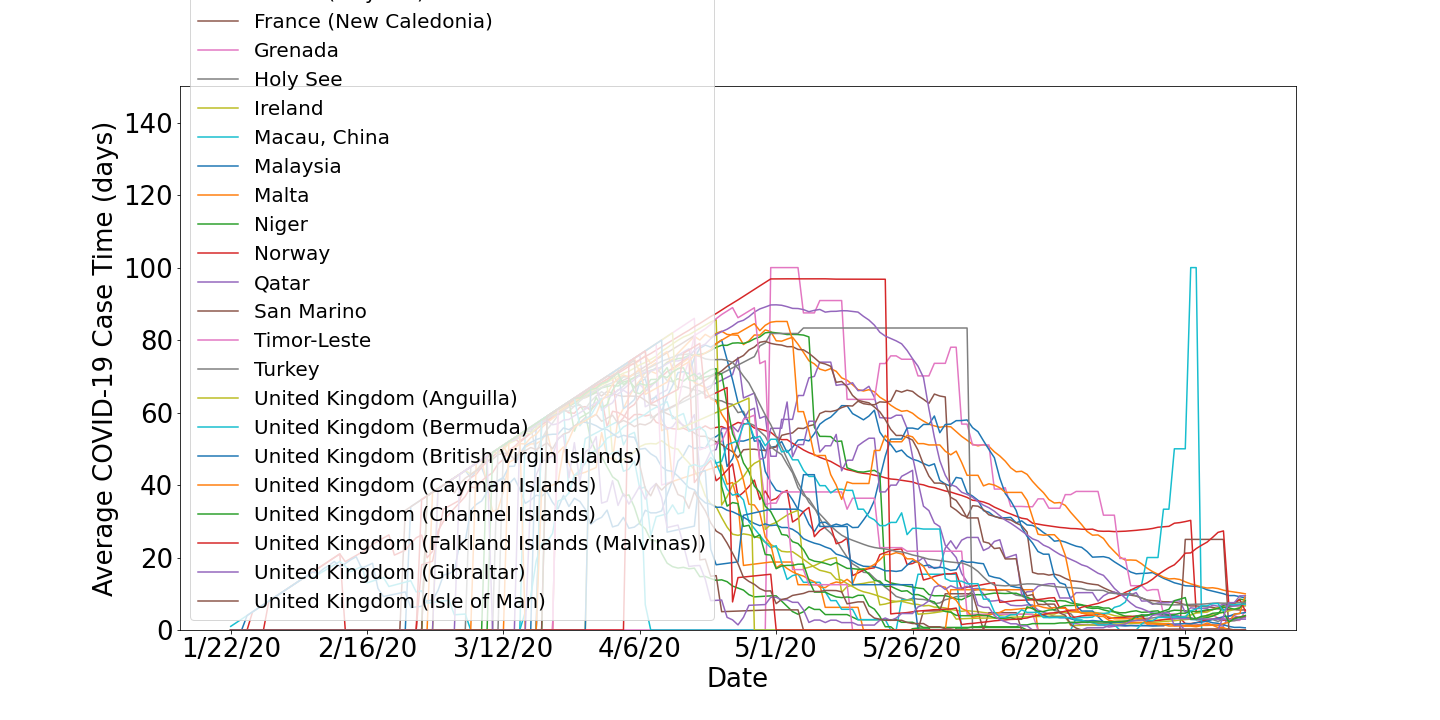 France (New Caledonia)
Grenada
Holy See
Ireland
Macau, China
Malaysia
Malta
Niger
Norway
Qatar
San Marino
Timor-Leste
Turkey
United Kingdom (Anguilla)
United Kingdom (Bermuda)
United Kingdom (British Virgin Islands)
United Kingdom (Cayman Islands)
United Kingdom (Channel Islands)
United Kingdom (Falkland Islands (Malvinas))
United Kingdom (Gibraltar)
United Kingdom (Isle of Man)
Average COVID-19 Case Time (days)
140
120
100
80
60
40
20
0
1/22/20 2/16/20 3/12/20 4/6/20 5/1/20 5/26/20 6/20/20 7/15/20
Date